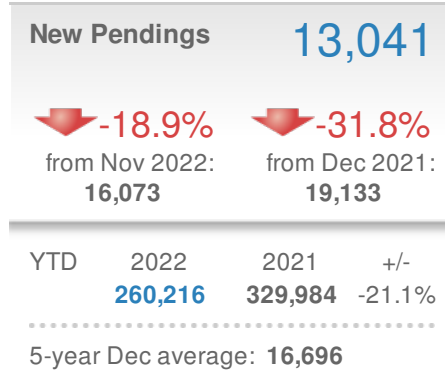 New Pendings 13,041
-18.9% -31.8%
from Nov 2022: from Dec 2021:
16,073 19,133
YTD 2022 2021 +/-
260,216 329,984 -21.1%
5-year Dec average: 16,696